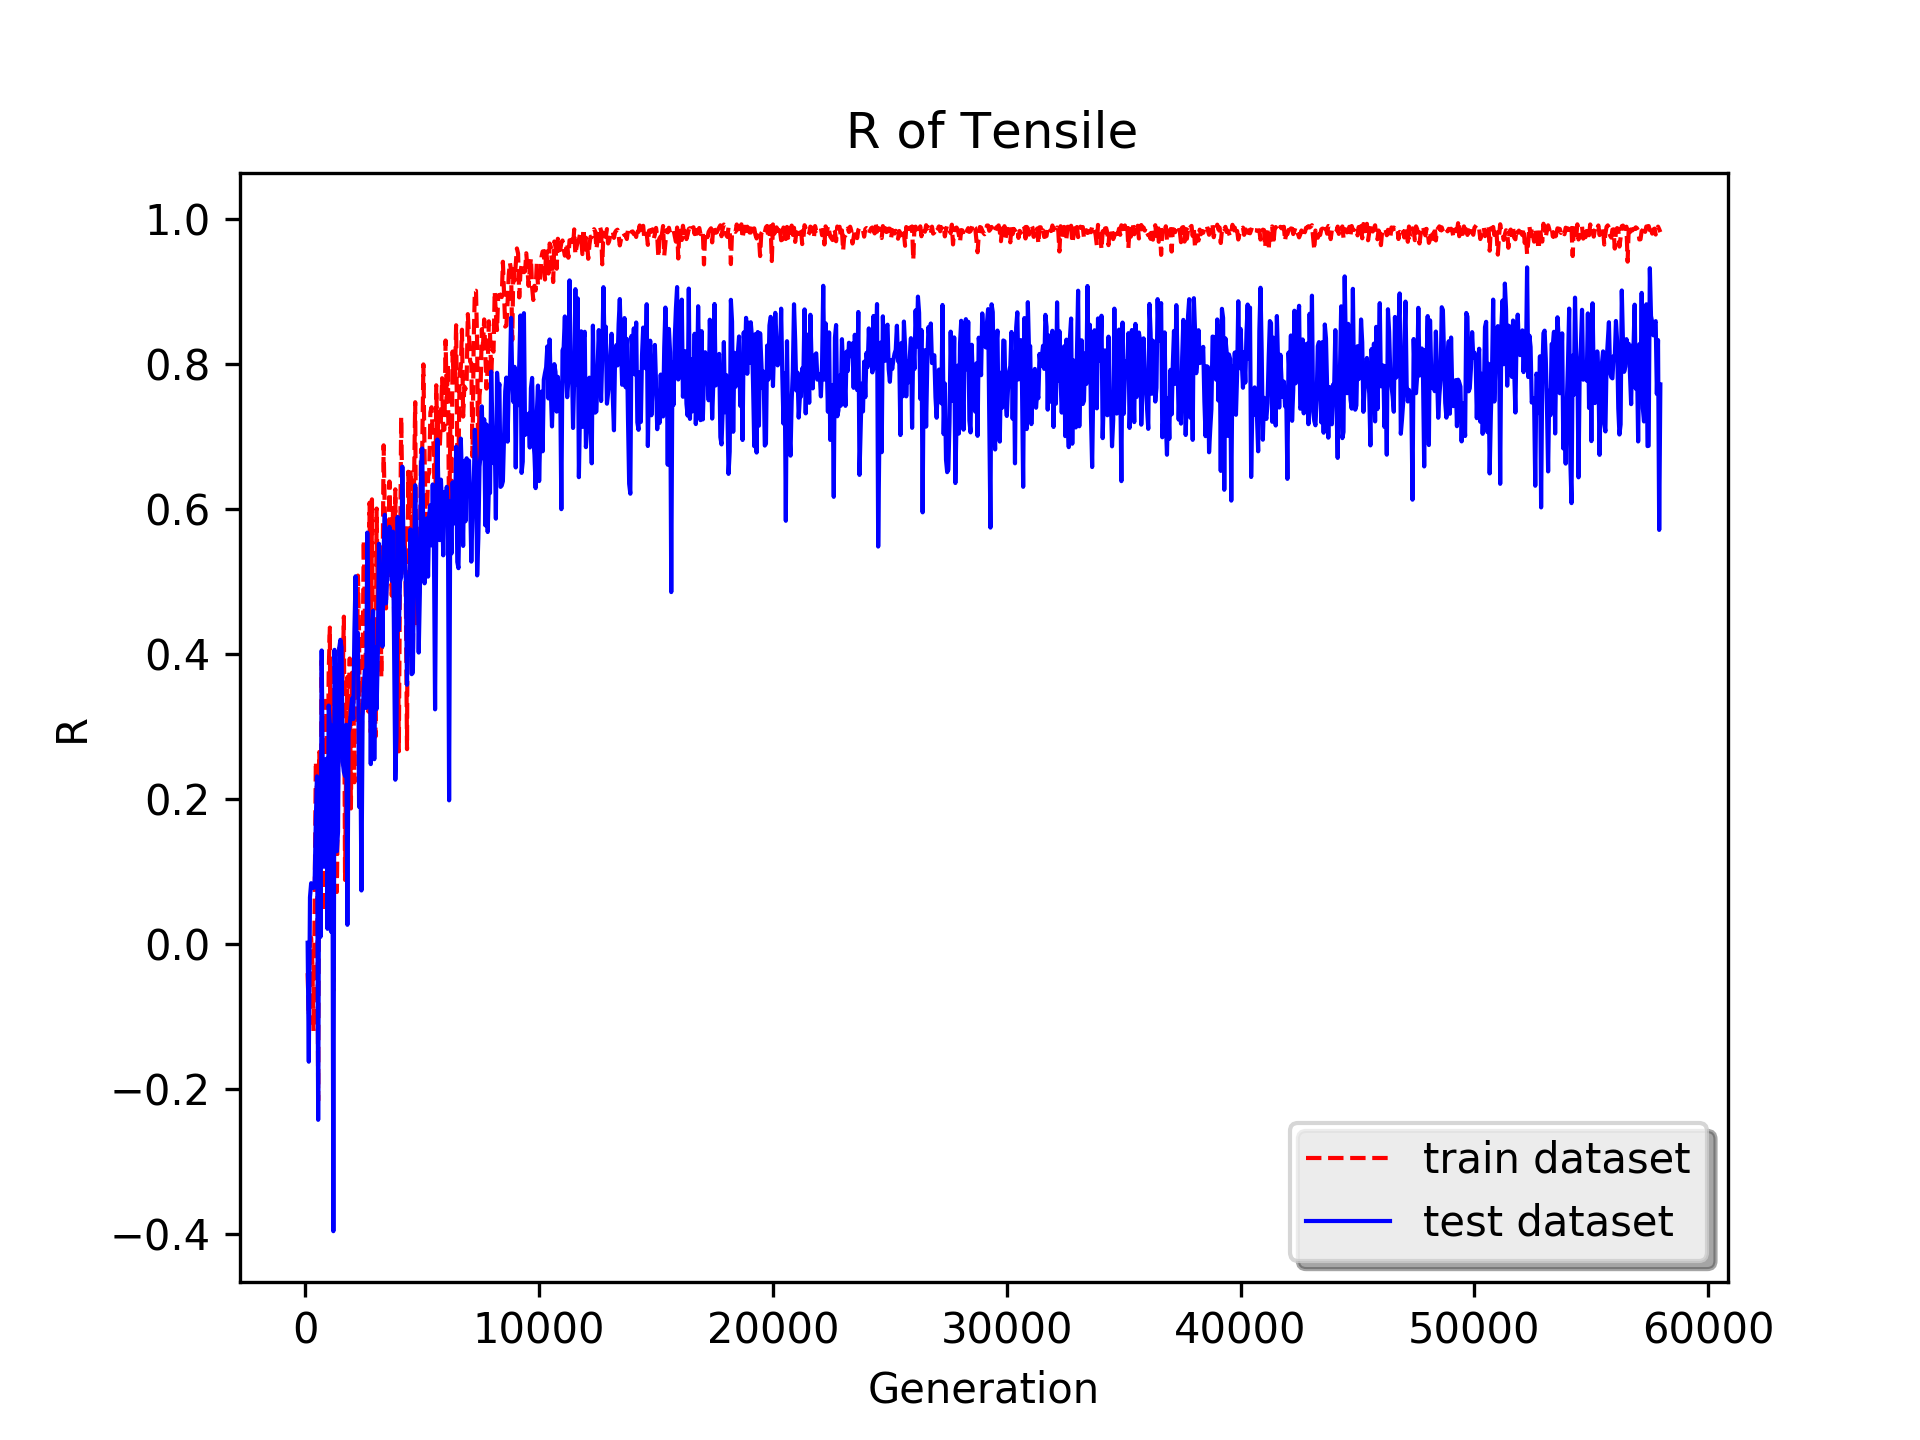 R of Tensile
1.0
0.8
0.6
0.4
0.2
0.0
−0.2
−0.4
R
0 10000 20000 30000 40000 50000 60000
Generation
train dataset
test dataset